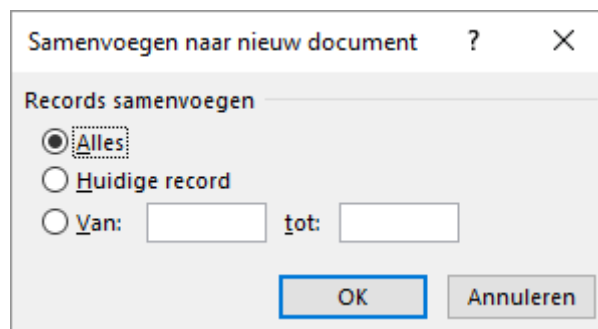 Samenvoegen naar nieuw document ?
Records samenvoegen
Alles
Huidige record
Van: tot:
OK Annuleren